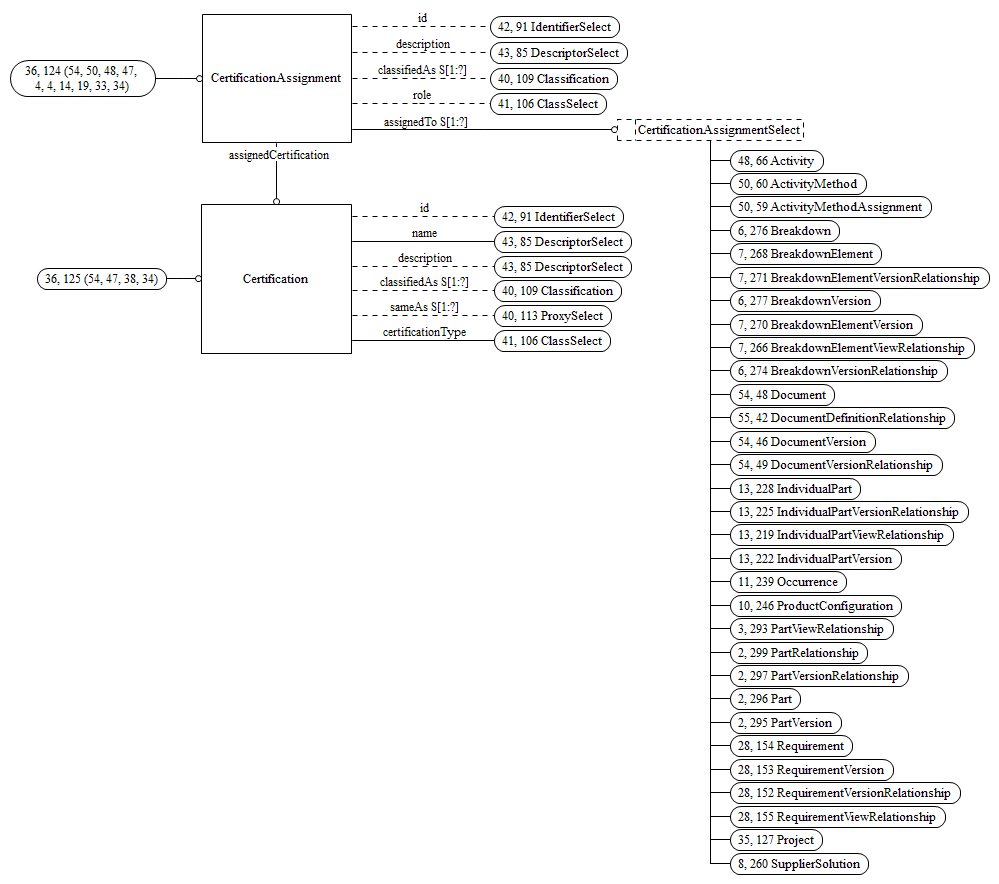 id
42, 91 IdentifierSelect
description
43, 85 DescriptorSelect
36, 124 (54, 50, 48, 47,
4, 4, 14, 19, 33, 34)
CertificationAssignment
classifiedAs S[1:?]
40, 109 Classification
role
41, 106 ClassSelect
assignedTo S[1:?]
CertificationAssignmentSelect
assignedCertification
48, 66 Activity
50, 60 ActivityMethod
50, 59 ActivityMethodAssignment
id
42, 91 IdentifierSelect
name
43, 85 DescriptorSelect
description
43, 85 DescriptorSelect
36, 125 (54, 47, 38, 34)
Certification
classifiedAs S[1:?]
40, 109 Classification
sameAs S[1:?]
40, 113 ProxySelect
certificationType
41, 106 ClassSelect
6, 276 Breakdown
7, 268 BreakdownElement
7, 271 BreakdownElementVersionRelationship
6, 277 BreakdownVersion
7, 270 BreakdownElementVersion
7, 266 BreakdownElementViewRelationship
6, 274 BreakdownVersionRelationship
54, 48 Document
55, 42 DocumentDefinitionRelationship
54, 46 DocumentVersion
54, 49 DocumentVersionRelationship
13, 228 IndividualPart
13, 225 IndividualPartVersionRelationship
13, 219 IndividualPartViewRelationship
13, 222 IndividualPartVersion
11, 239 Occurrence
10, 246 ProductConfiguration
3, 293 PartViewRelationship
2, 299 PartRelationship
2, 297 PartVersionRelationship
2, 296 Part
2, 295 PartVersion
28, 154 Requirement
28, 153 RequirementVersion
28, 152 RequirementVersionRelationship
28, 155 RequirementViewRelationship
35, 127 Project
8, 260 SupplierSolution